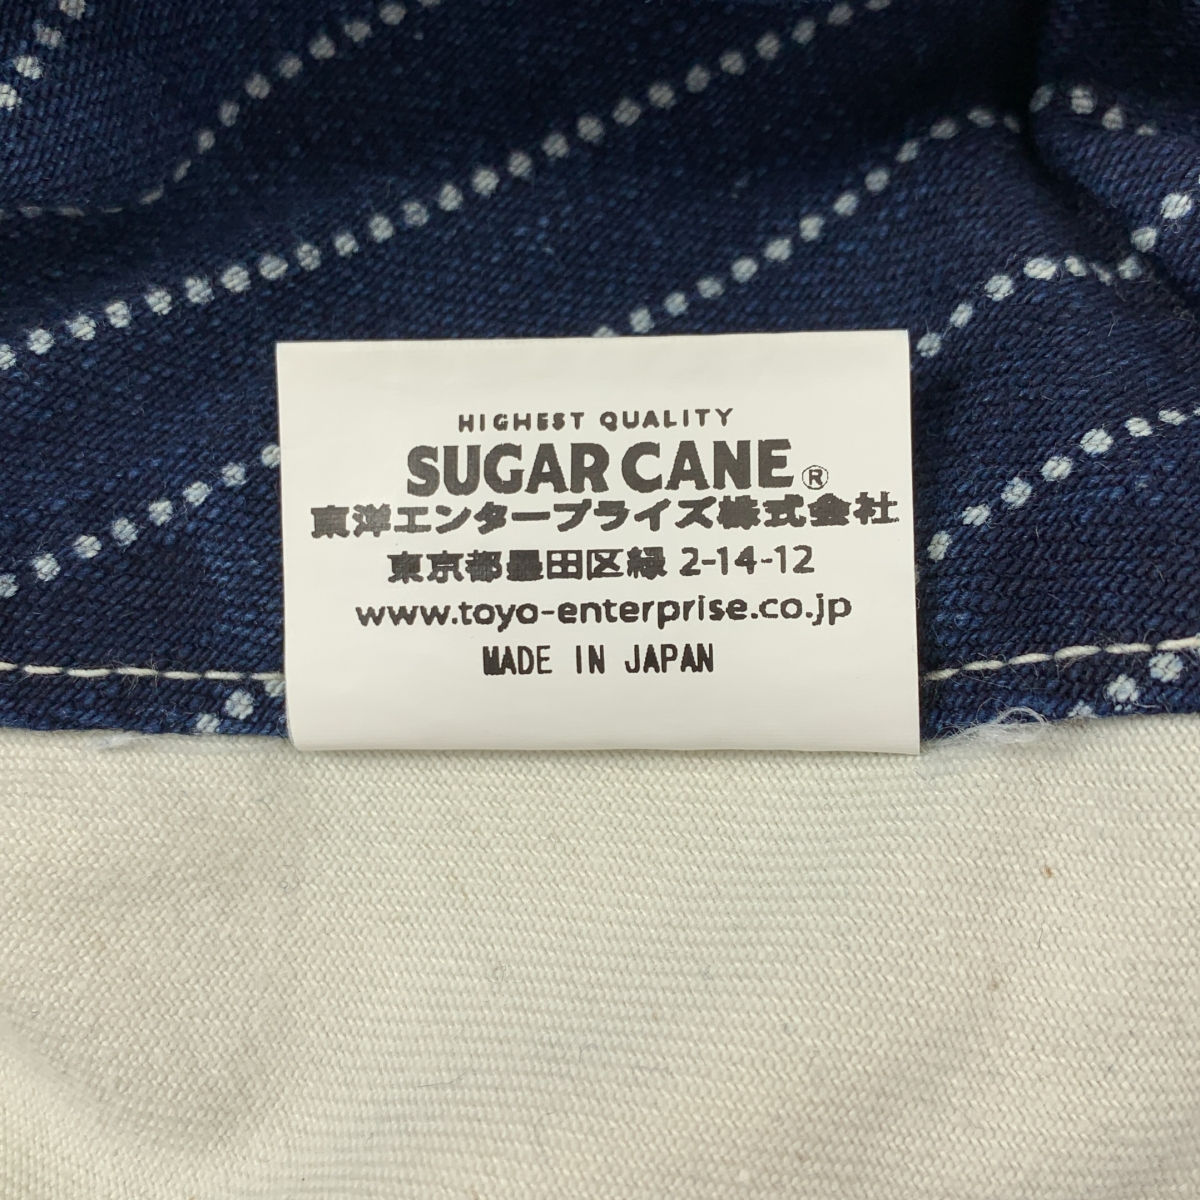 HIGHEST QUALITY
SUGAR CANE®
東洋エンタープライズ株式会社
東京都墨田区緑 2-14-12
www.toyo-enterprise.co.jp
MADE IN JAPAN